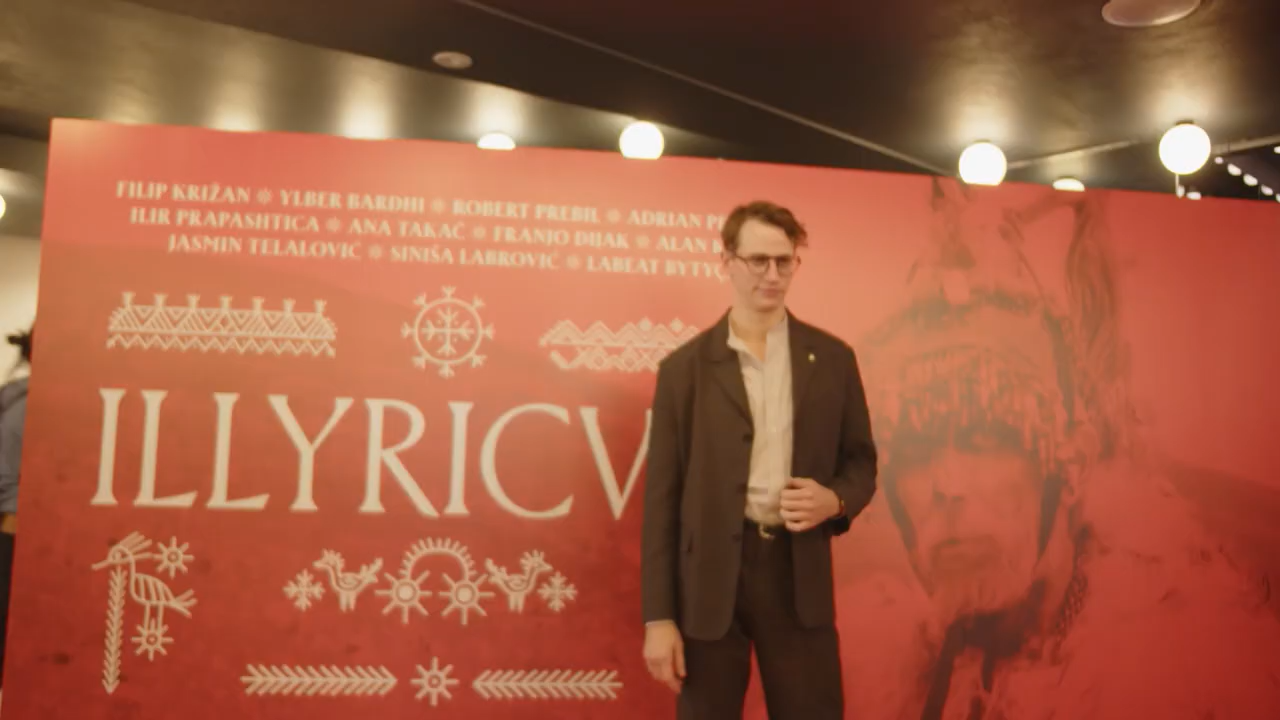 FILIP KRIŽAN ❊ YLBER BARDHI ❊ ROBERT PREBIL ❊ ADRIAN
ILIR PRAPASHTICA ❊ ANA TAKAČ ❊ FRANJO DIJAK ❊ ALAN
JASMIN TELALOVIĆ ❊ SINIŠA LABROVIĆ ❊ LABEAT BYTYÇ
ILLYRICV